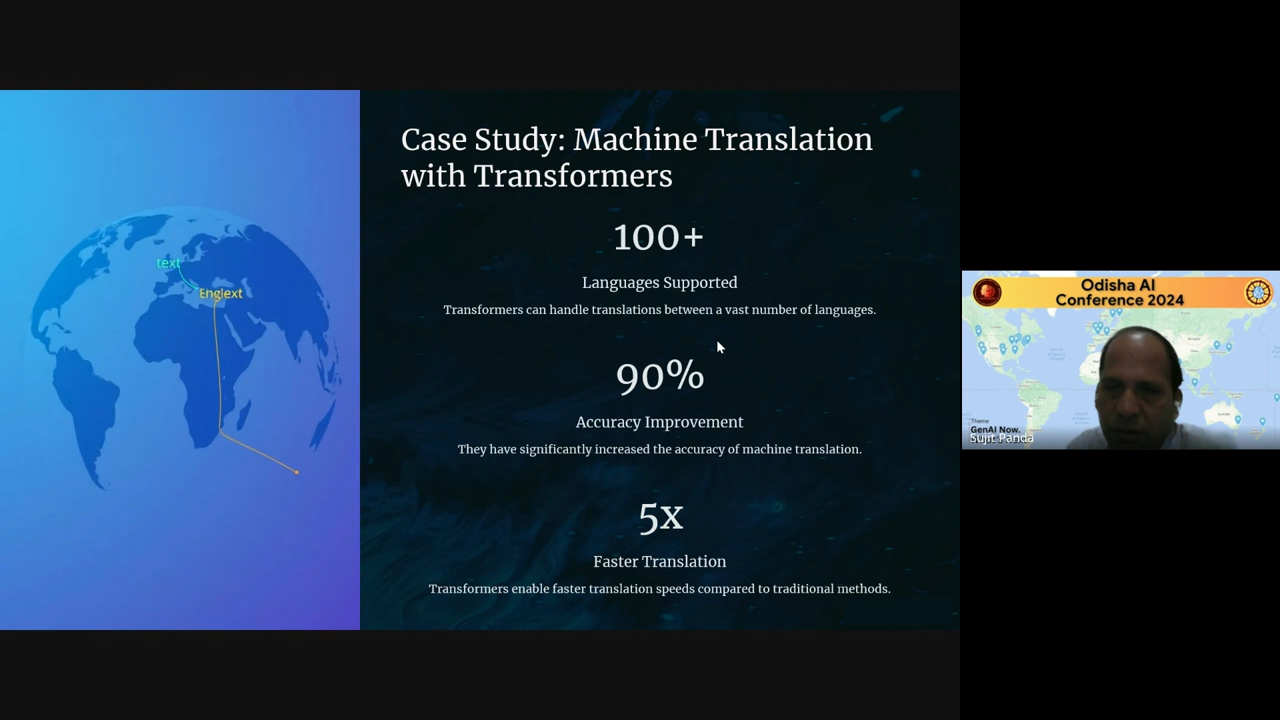 Case Study: Machine Translation
with Transformers
100+
Languages Supported
Transformers can handle translations between a vast number of languages.
90%
Accuracy Improvement
They have significantly increased the accuracy of machine translation.
5x
Faster Translation
Transformers enable faster translation speeds compared to traditional methods.
text
Englext
Odisha AI
Conference 2024
Theme
GenAI Now.
Sujit Panda